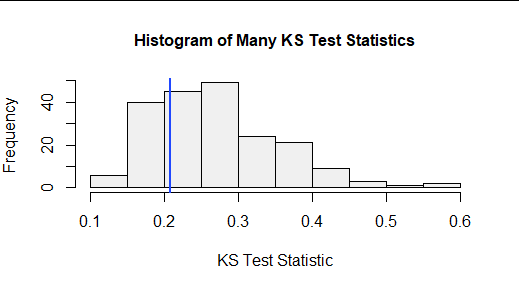 Histogram of Many KS Test Statistics
Frequency
0 20 40
0.1 0.2 0.3 0.4 0.5 0.6
KS Test Statistic